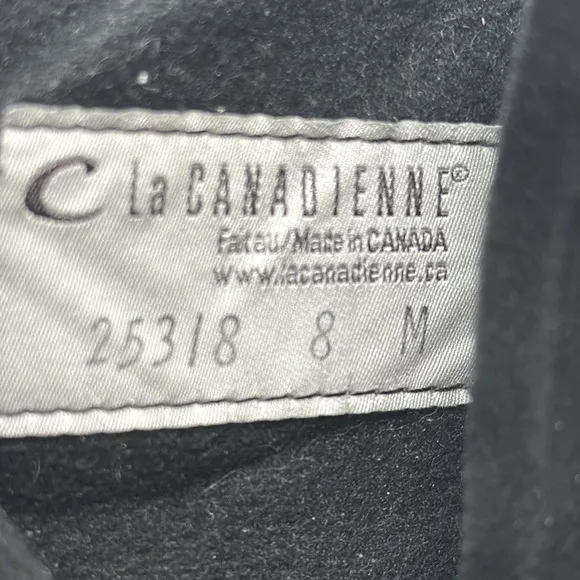 C La CANADIENNE®
Fait au/Made in CANADA
www.lacanadienne.ca
25318 8 M